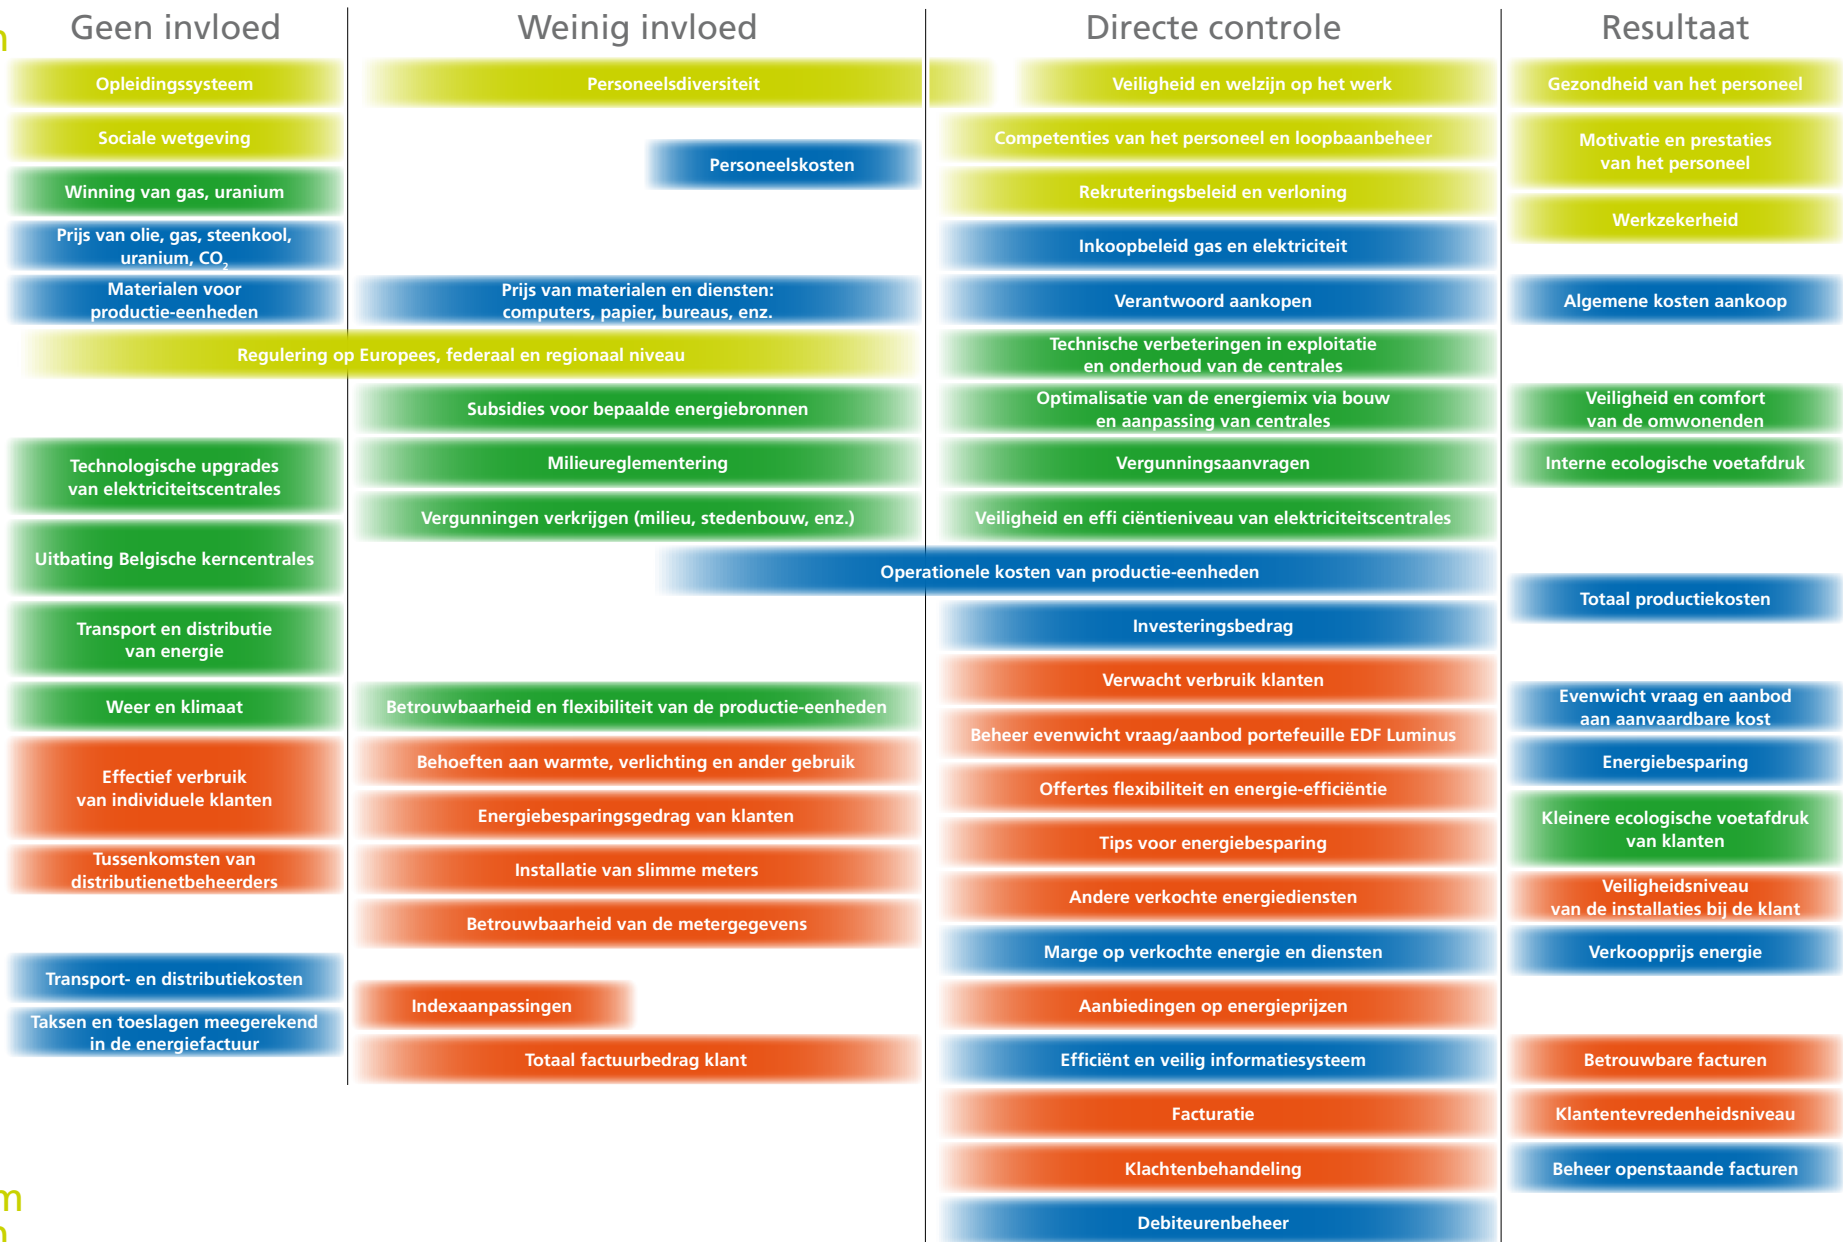 Geen invloed
Opleidingssysteem
Sociale wetgeving
Winning van gas, uranium
Prijs van olie, gas, steenkool,
uranium, CO₂
Materialen voor
productie-eenheden
Regulering op Europees, federaal en regionaal niveau
Technologische upgrades
van elektriciteitscentrales
Uitbating Belgische kerncentrales
Transport en distributie
van energie
Weer en klimaat
Effectief verbruik
van individuele klanten
Tussenkomsten van
distributienetbeheerders
Transport- en distributiekosten
Taksen en toeslagen meegerekend
in de energiefactuur
Weinig invloed
Personeelsdiversiteit
Personeelskosten
Prijs van materialen en diensten:
computers, papier, bureaus, enz.
Subsidies voor bepaalde energiebronnen
Milieureglementering
Vergunningen verkrijgen (milieu, stedenbouw, enz.)
Operationele kosten van productie-eenheden
Betrouwbaarheid en flexibiliteit van de productie-eenheden
Behoeften aan warmte, verlichting en ander gebruik
Energiebesparingsgedrag van klanten
Installatie van slimme meters
Betrouwbaarheid van de metergegevens
Indexaanpassingen
Totaal factuurbedrag klant
Directe controle
Veiligheid en welzijn op het werk
Competenties van het personeel en loopbaanbeheer
Rekruteringsbeleid en verloning
Inkoopbeleid gas en elektriciteit
Verantwoord aankopen
Technische verbeteringen in exploitatie
en onderhoud van de centrales
Optimalisatie van de energiemix via bouw
en aanpassing van centrales
Vergunningsaanvragen
Veiligheid en effi ciëntieniveau van elektriciteitscentrales
Investeringsbedrag
Verwacht verbruik klanten
Beheer evenwicht vraag/aanbod portefeuille EDF Luminus
Offertes flexibiliteit en energie-efficiëntie
Tips voor energiebesparing
Andere verkochte energiediensten
Marge op verkochte energie en diensten
Aanbiedingen op energieprijzen
Efficiënt en veilig informatiesysteem
Facturatie
Klachtenbehandeling
Debiteurenbeheer
Resultaat
Gezondheid van het personeel
Motivatie en prestaties
van het personeel
Werkzekerheid
Algemene kosten aankoop
Veiligheid en comfort
van de omwonenden
Interne ecologische voetafdruk
Totaal productiekosten
Evenwicht vraag en aanbod
aan aanvaardbare kost
Energiebesparing
Kleinere ecologische voetafdruk
van klanten
Veiligheidsniveau
van de installaties bij de klant
Verkoopprijs energie
Betrouwbare facturen
Klantentevredenheidsniveau
Beheer openstaande facturen